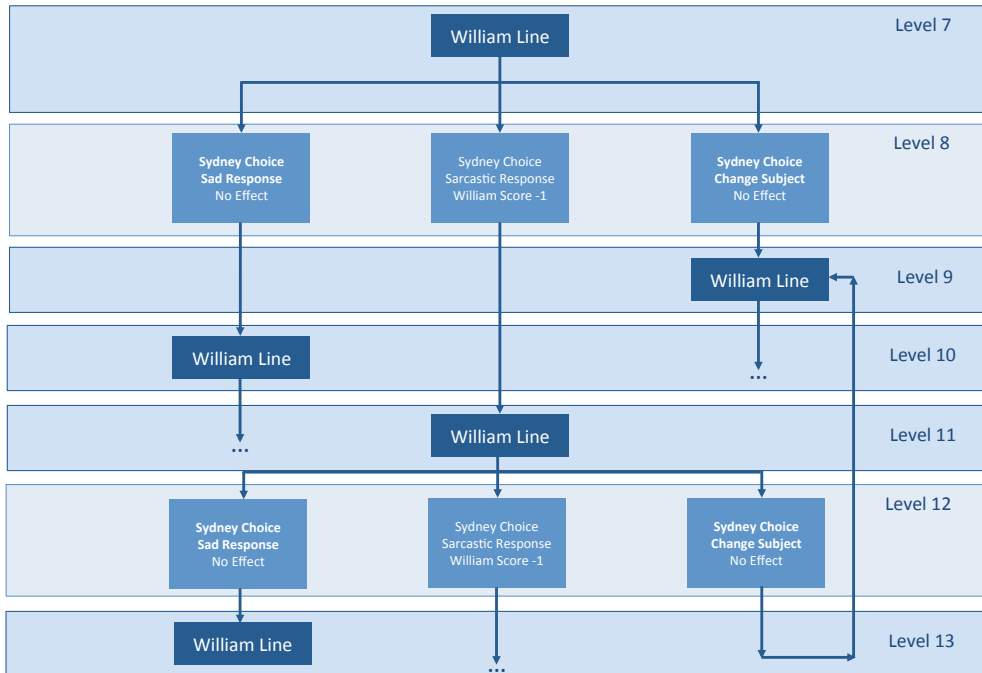 William Line
Level 7
Sydney Choice
Sad Response
No Effect
Sydney Choice
Sarcastic Response
William Score -1
Sydney Choice
Change Subject
No Effect
Level 8
William Line
Level 9
William Line
...
Level 10
...
William Line
Level 11
Sydney Choice
Sad Response
No Effect
Sydney Choice
Sarcastic Response
William Score -1
Sydney Choice
Change Subject
No Effect
Level 12
William Line
...
Level 13